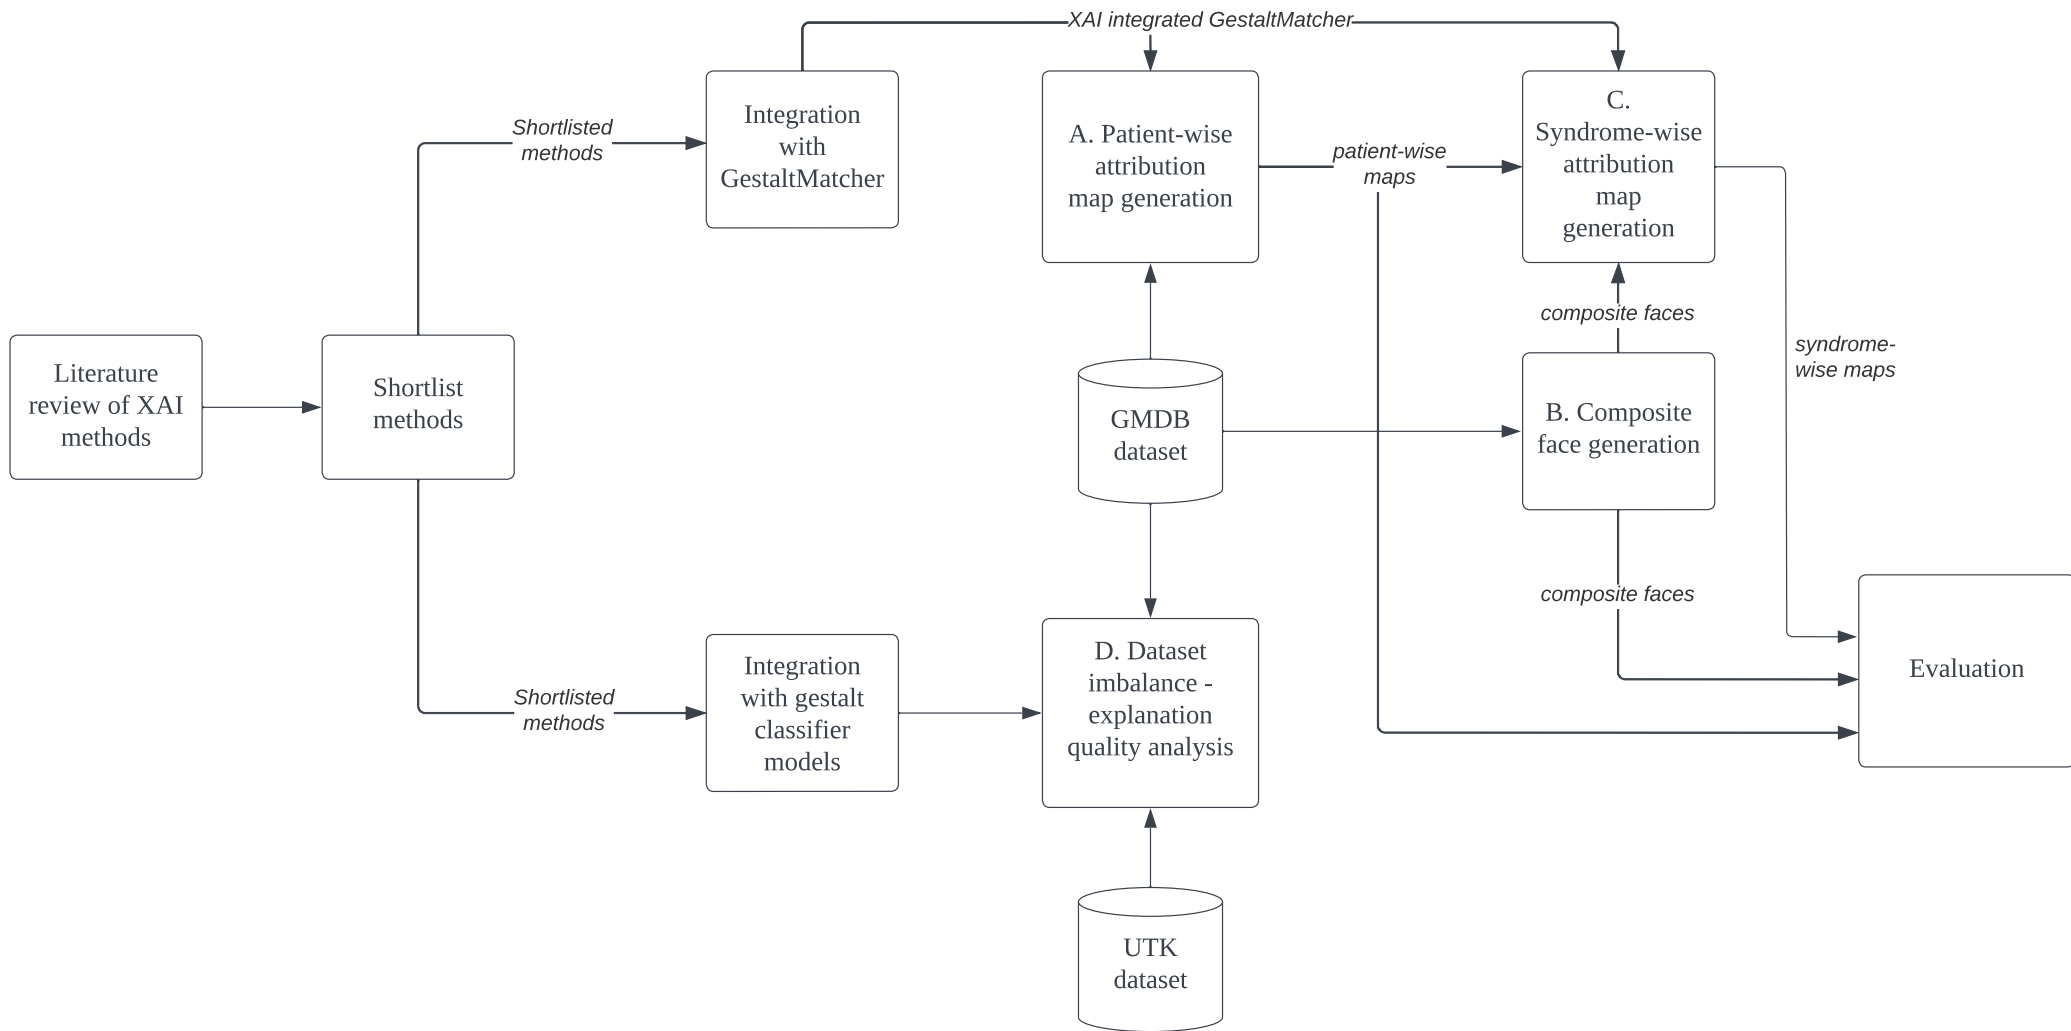 XAI integrated GestaltMatcher
Integration
with
GestaltMatcher
A. Patient-wise
attribution
map generation
C.
Syndrome-wise
attribution
map
generation
Shortlisted
methods
patient-wise
maps
composite faces
syndrome-
wise maps
Literature
review of XAI
methods
Shortlist
methods
GMDB
dataset
B. Composite
face generation
composite faces
Evaluation
Shortlisted
methods
Integration
with gestalt
classifier
models
D. Dataset
imbalance -
explanation
quality analysis
UTK
dataset